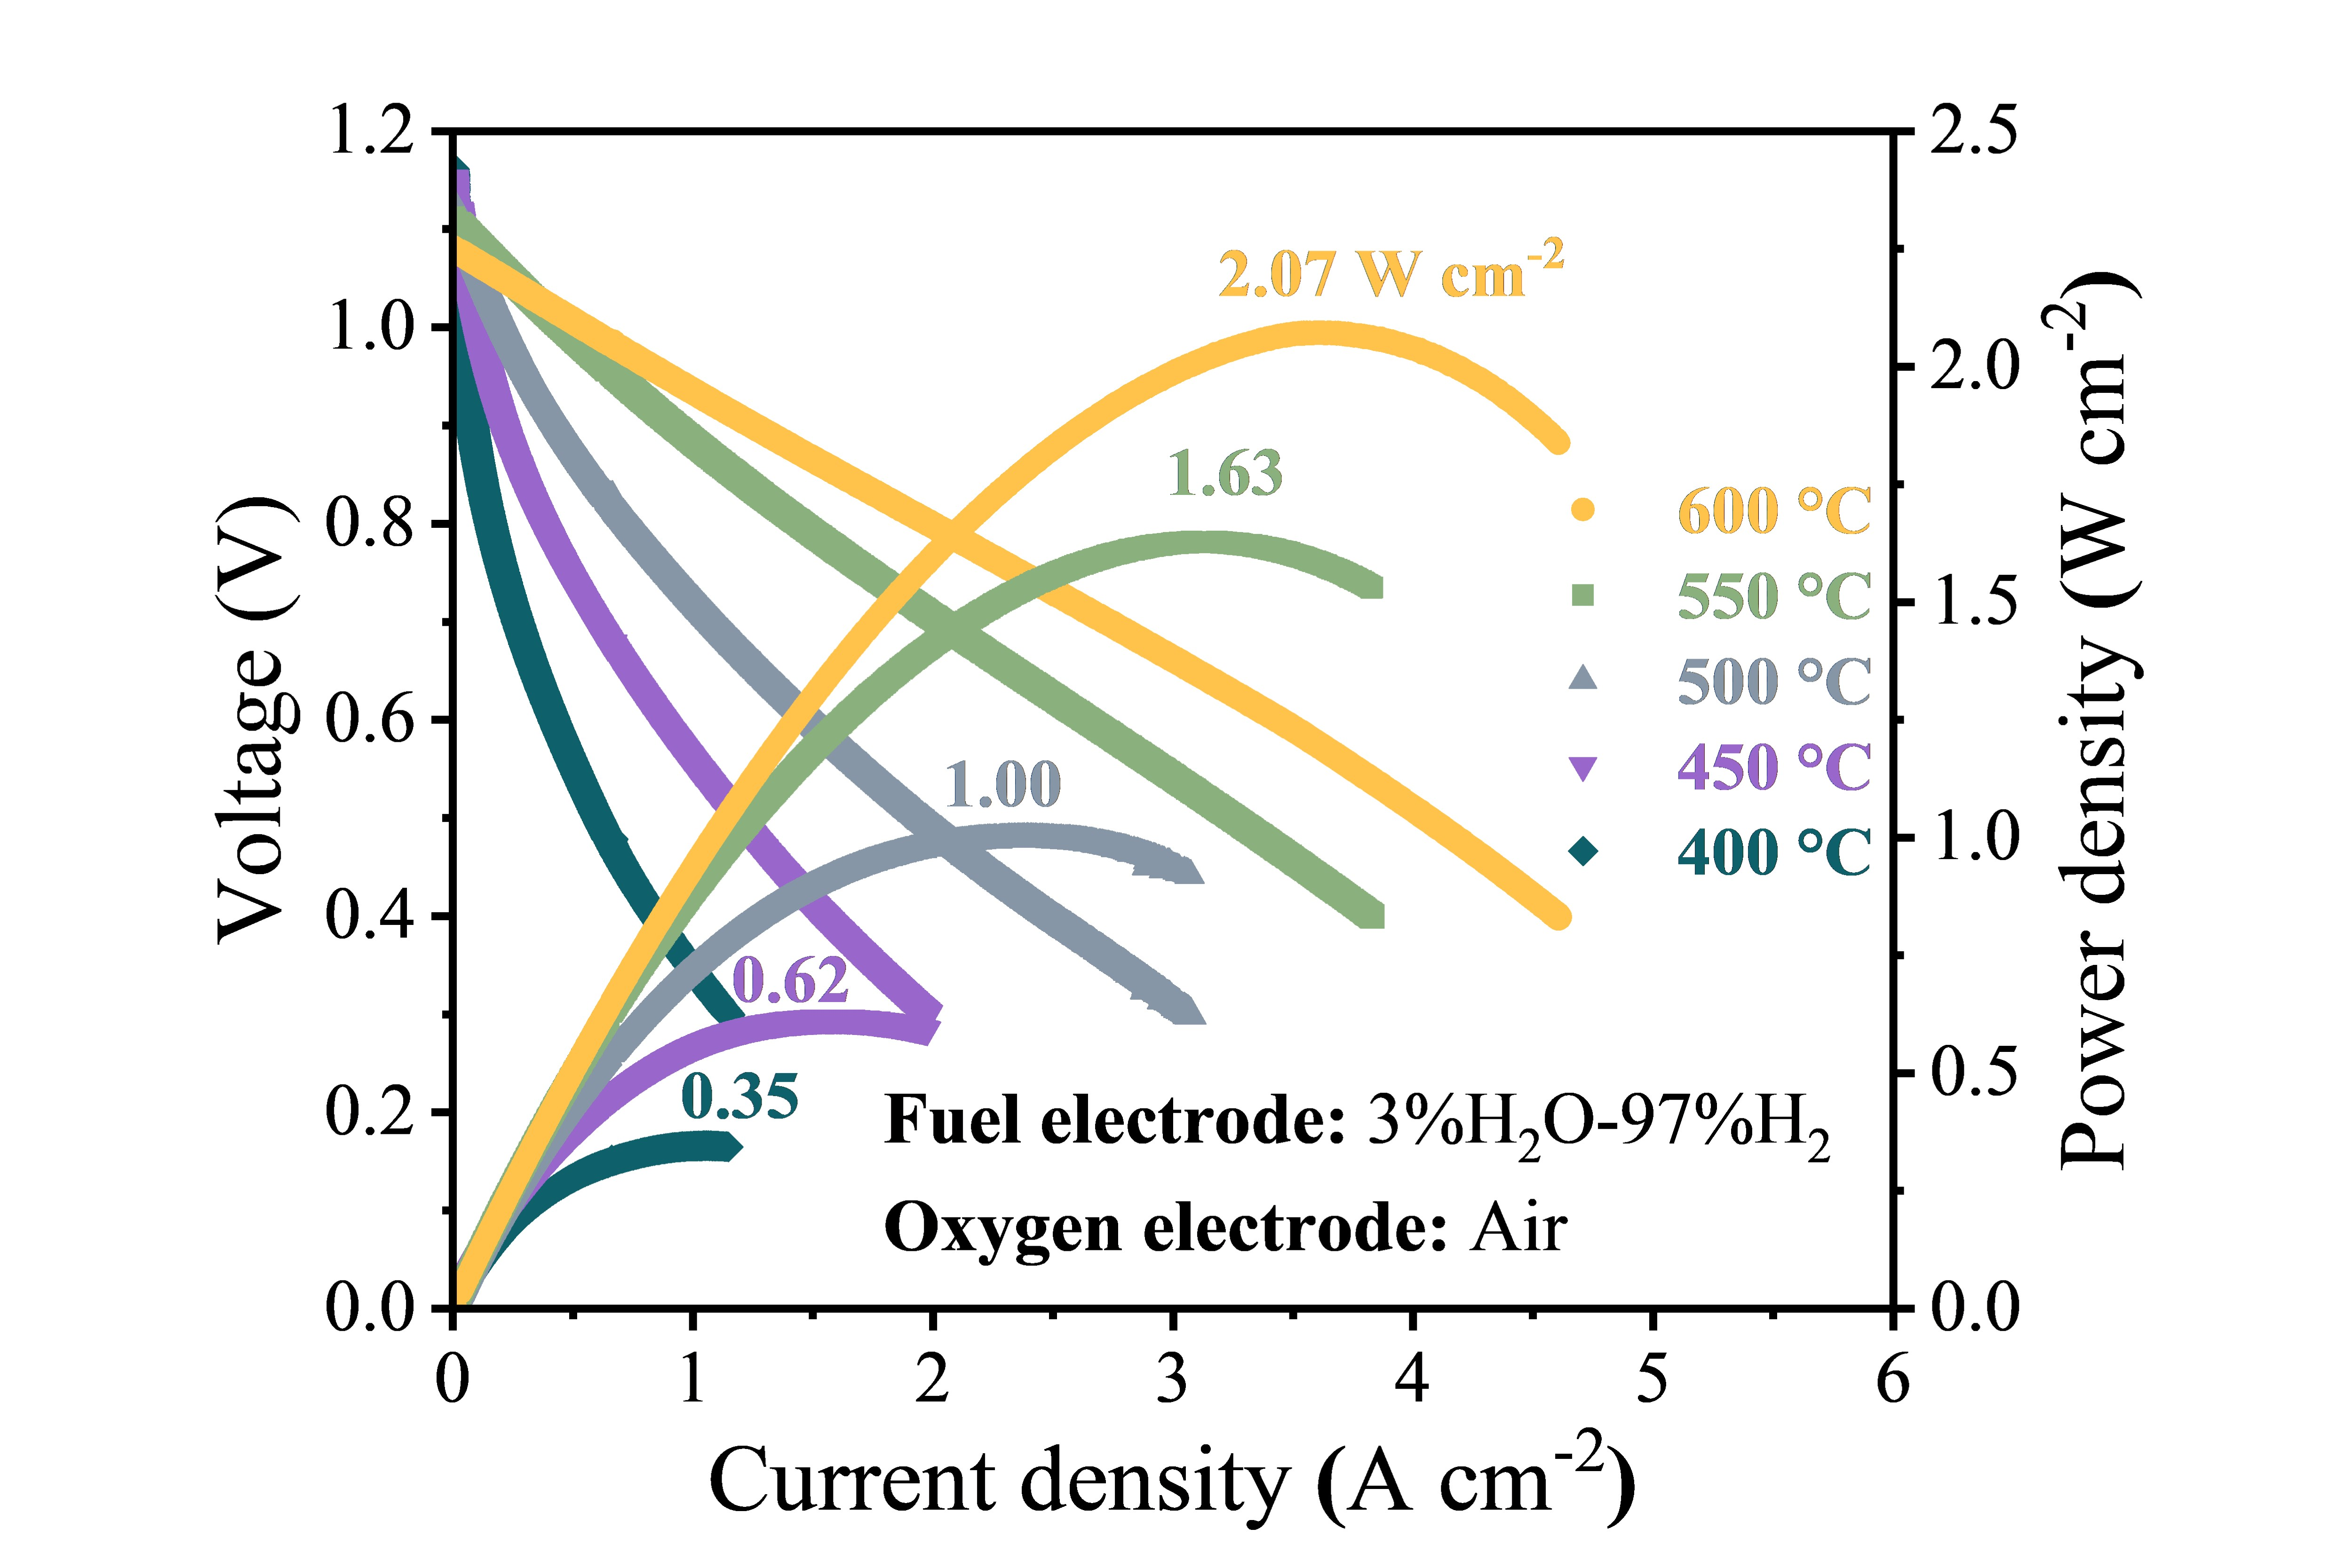 1.2
1.0
0.8
0.6
0.4
0.2
0.0
Voltage (V)
2.5
2.0
1.5
1.0
0.5
0.0
Power density (W cm⁻²)
0 1 2 3 4 5 6
Current density (A cm⁻²)
2.07 W cm⁻²
1.63
1.00
0.62
0.35
600 °C
550 °C
500 °C
450 °C
400 °C
Fuel electrode: 3%H₂O-97%H₂
Oxygen electrode: Air